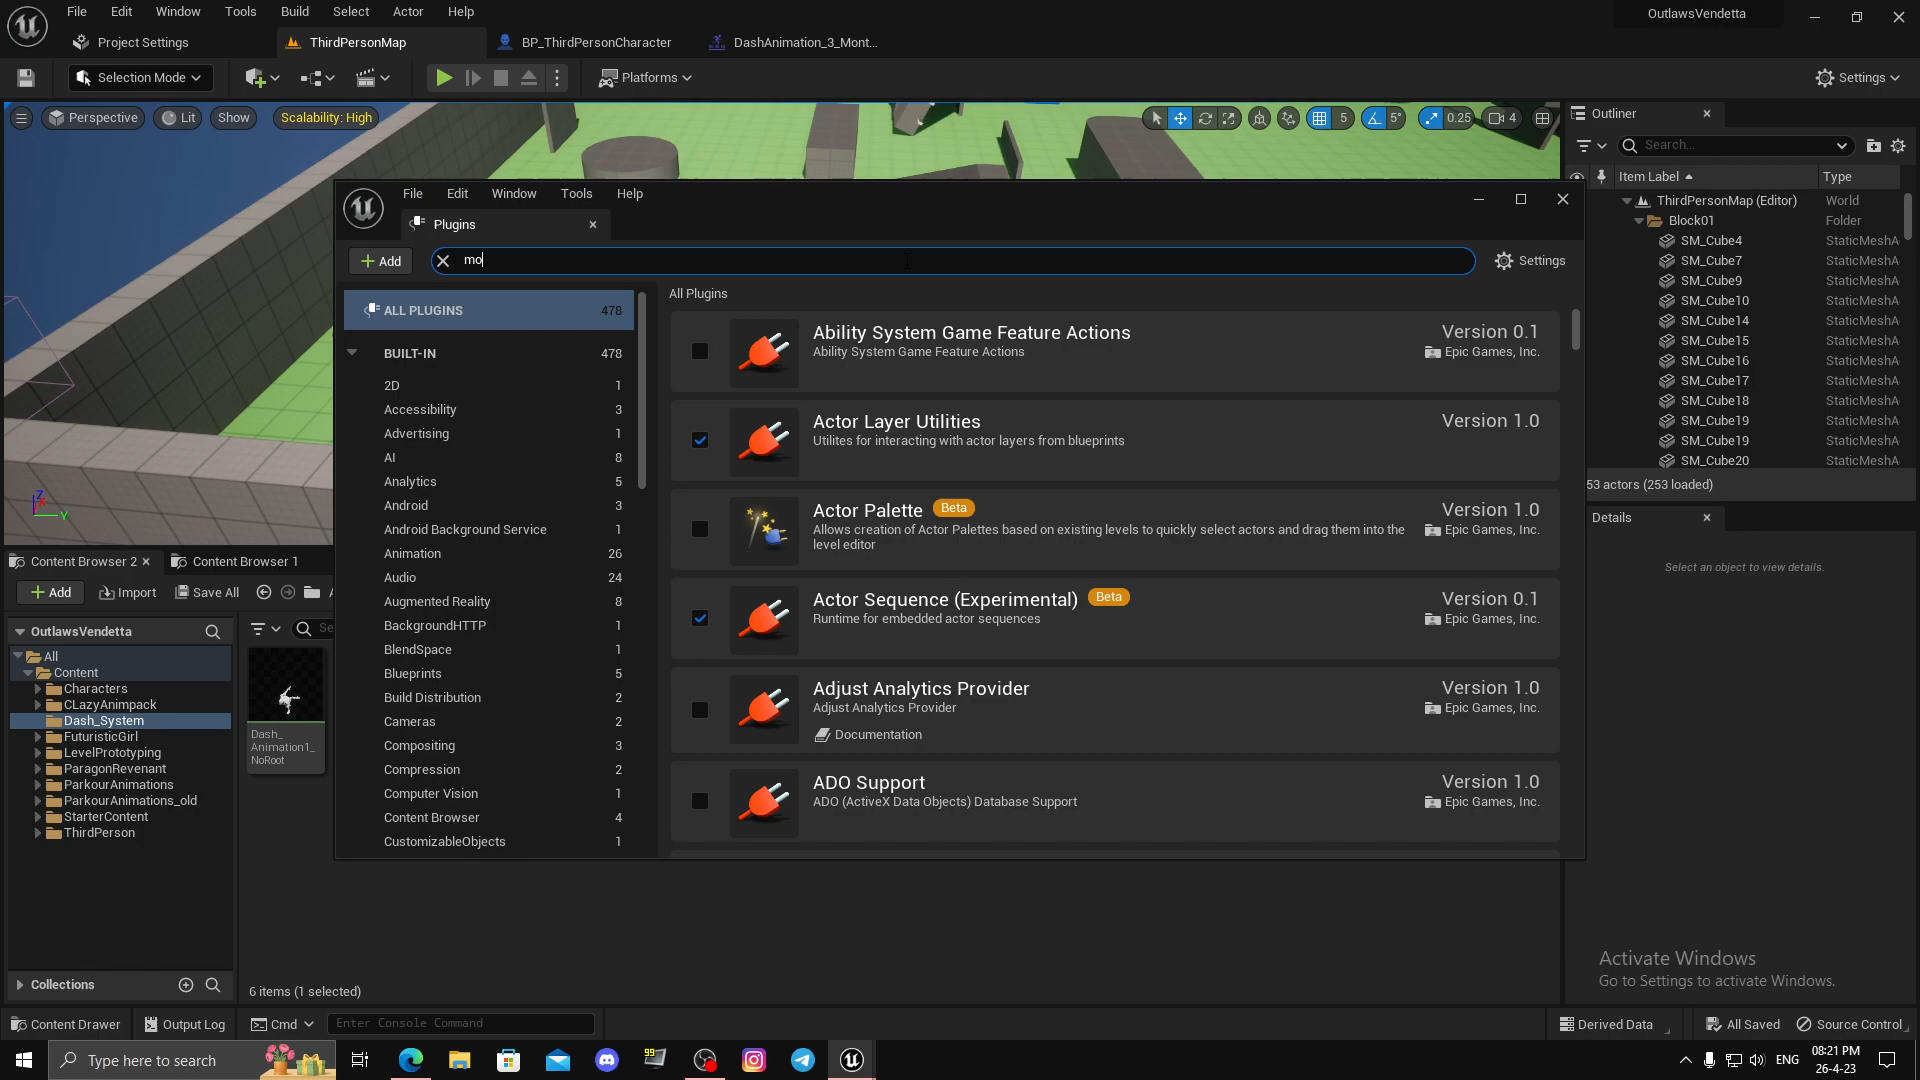 File Edit Window Tools Build Select Actor Help
OutlawsVendetta
Project Settings
ThirdPersonMap
BP_ThirdPersonCharacter
DashAnimation_3_Mont...
Selection Mode
Platforms
Settings
Perspective
Lit
Show
Scalability: High
5
5°
0.25
4
Outliner
Search...
Item Label
Type
ThirdPersonMap (Editor) World
Block01 Folder
SM_Cube4 StaticMeshA
SM_Cube7 StaticMeshA
SM_Cube9 StaticMeshA
SM_Cube10 StaticMeshA
SM_Cube14 StaticMeshA
SM_Cube15 StaticMeshA
SM_Cube16 StaticMeshA
SM_Cube17 StaticMeshA
SM_Cube18 StaticMeshA
SM_Cube19 StaticMeshA
SM_Cube19 StaticMeshA
SM_Cube20 StaticMeshA
53 actors (253 loaded)
Details
Select an object to view details.
File Edit Window Tools Help
Plugins
Add
mo
Settings
ALL PLUGINS 478
BUILT-IN 478
2D 1
Accessibility 3
Advertising 1
AI 8
Analytics 5
Android 3
Android Background Service 1
Animation 26
Audio 24
Augmented Reality 8
BackgroundHTTP 1
BlendSpace 1
Blueprints 5
Build Distribution 2
Cameras 2
Compositing 3
Compression 2
Computer Vision 1
Content Browser 4
CustomizableObjects 1
All Plugins
Ability System Game Feature Actions Version 0.1
Ability System Game Feature Actions Epic Games, Inc.
Actor Layer Utilities Version 1.0
Utilites for interacting with actor layers from blueprints
Actor Palette Beta Version 1.0
Allows creation of Actor Palettes based on existing levels to quickly select actors and drag them into the Epic Games, Inc.
level editor
Actor Sequence (Experimental) Beta Version 0.1
Runtime for embedded actor sequences Epic Games, Inc.
Adjust Analytics Provider Version 1.0
Adjust Analytics Provider Epic Games, Inc.
Documentation
ADO Support Version 1.0
ADO (ActiveX Data Objects) Database Support Epic Games, Inc.
Content Browser 2
Content Browser 1
Add
Import
Save All
OutlawsVendetta
All
Content
Characters
CLazyAnimpack
Dash_System
FuturisticGirl
LevelPrototyping
ParagonRevenant
ParkourAnimations
ParkourAnimations_old
StarterContent
ThirdPerson
Collections
Dash_
Animation1_
NoRoot
6 items (1 selected)
Activate Windows
Go to Settings to activate Windows.
Content Drawer
Output Log
Cmd
Enter Console Command
Derived Data
All Saved
Source Control
Type here to search
ENG
08:21 PM
26-4-23